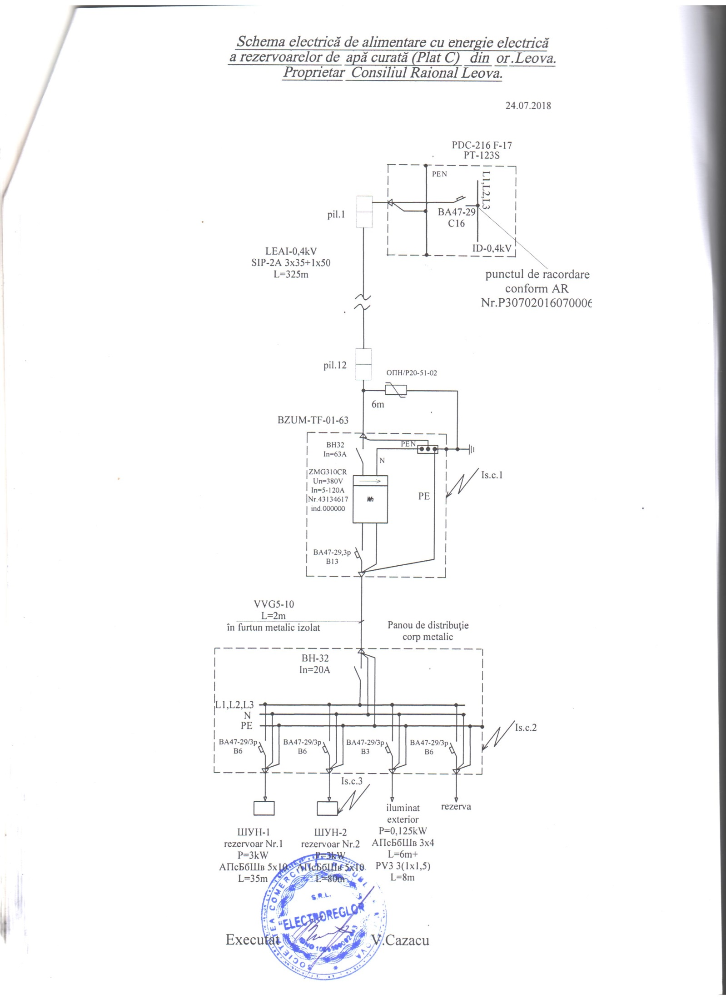 Schema electrică de alimentare cu energie electrică
a rezervoarelor de apă curată (Plat C) din or.Leova.
Proprietar Consiliul Raional Leova.
24.07.2018
PDC-216 F-17
PT-123S
PEN
L1,L2,L3
pil.1
BA47-29
C16
ID-0,4kV
LEAI-0,4kV
SIP-2A 3x35+1x50
L=325m
punctul de racordare
conform AR
Nr.P30702016070006
pil.12
ОПН/Р20-51-02
6m
BZUM-TF-01-63
BH32
In=63A
PEN
N
ZMG310CR
Un=380V
In=5-120A
Nr.43134617
ind.000000
Wh
PE
Is.c.1
BA47-29,3p
B13
VVG5-10
L=2m
în furtun metalic izolat
Panou de distribuţie
corp metalic
BH-32
In=20A
L1,L2,L3
N
PE
Is.c.2
BA47-29/3p
B6
BA47-29/3p
B6
BA47-29/3p
B3
BA47-29/3p
B6
Is.c.3
ШУН-1
rezervoar Nr.1
P=3kW
АПсБбШв 5x10
L=35m
ШУН-2
rezervoar Nr.2
P=3kW
АПсБбШв 5x10
L=80m
iluminat
exterior
P=0,125kW
АПсБбШв 3x4
L=6m+
PV3 3(1x1,5)
L=8m
rezerva
SOCIETATEA COMERCIALĂ
S.R.L.
"ELECTROREGLOR
IDNO
Executat
V.Cazacu